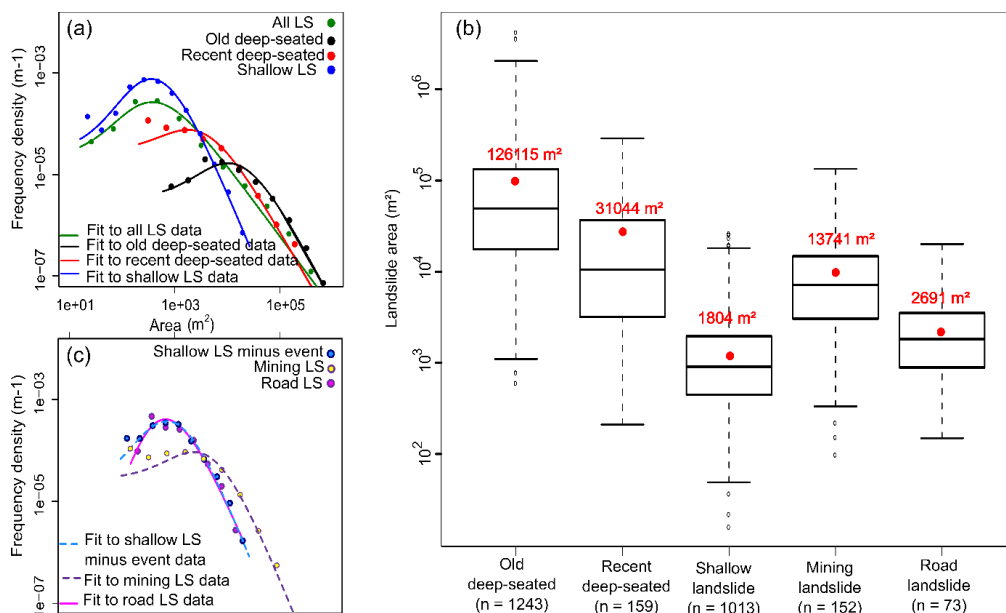 (a)
All LS
Old deep-seated
Recent deep-seated
Shallow LS
Frequency density (m-1)
1e-03
1e-05
1e-07
Fit to all LS data
Fit to old deep-seated data
Fit to recent deep-seated data
Fit to shallow LS data
1e+01
1e+03
1e+05
Area (m²)
(c)
Shallow LS minus event
Mining LS
Road LS
Frequency density (m-1)
1e-03
1e-05
1e-07
Fit to shallow LS
minus event data
Fit to mining LS data
Fit to road LS data
(b)
Landslide area (m²)
10⁶
10⁵
10⁴
10³
10²
126115 m²
31044 m²
1804 m²
13741 m²
2691 m²
Old
deep-seated
(n = 1243)
Recent
deep-seated
(n = 159)
Shallow
landslide
(n = 1013)
Mining
landslide
(n = 152)
Road
landslide
(n = 73)